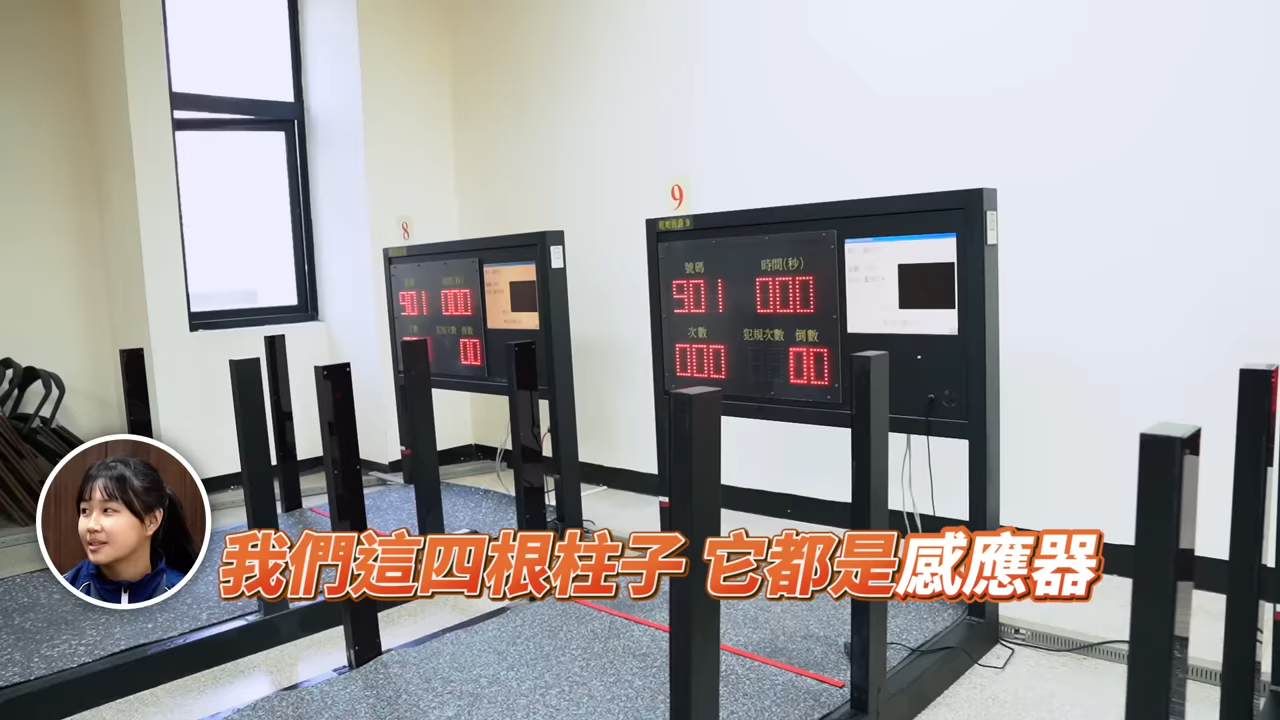 8
901 000
00
9
號碼 時間(秒)
901 000
次數 犯規次數 倒數
000 00
我們這四根柱子 它都是感應器